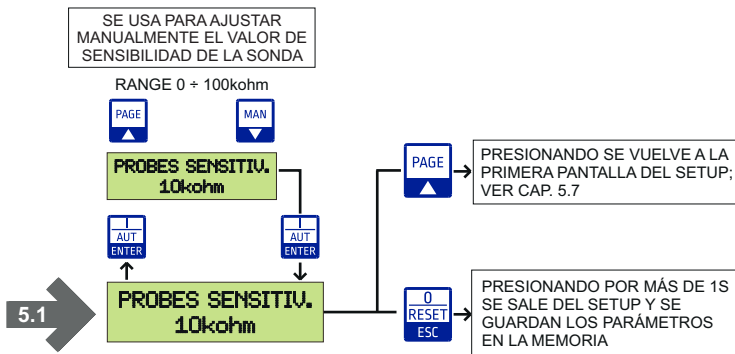 SE USA PARA AJUSTAR
MANUALMENTE EL VALOR DE
SENSIBILIDAD DE LA SONDA
RANGE 0 ÷ 100kohm
PAGE
MAN
PROBES SENSITIV.
10kohm
I
AUT
ENTER
I
AUT
ENTER
5.1
PROBES SENSITIV.
10kohm
PAGE
PRESIONANDO SE VUELVE A LA
PRIMERA PANTALLA DEL SETUP;
VER CAP. 5.7
0
RESET
ESC
PRESIONANDO POR MÁS DE 1S
SE SALE DEL SETUP Y SE
GUARDAN LOS PARÁMETROS
EN LA MEMORIA